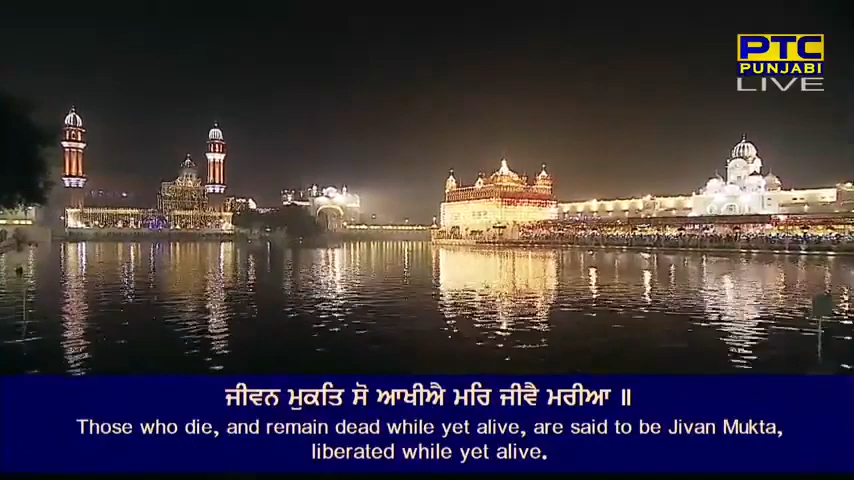 PTC
PUNJABI
LIVE
ਜੀਵਨ ਮੁਕਤਿ ਸੋ ਆਖੀਐ ਮਰਿ ਜੀਵੈ ਮਰੀਆ ॥
Those who die, and remain dead while yet alive, are said to be Jivan Mukta,
liberated while yet alive.